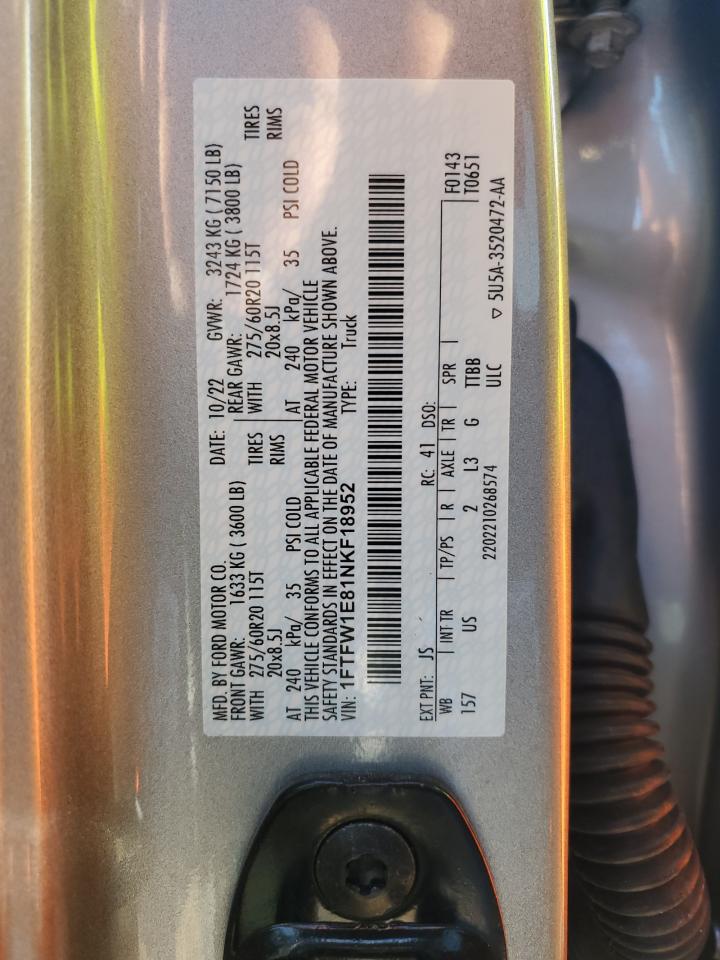 MFD. BY FORD MOTOR CO. DATE: 10/22 GVWR: 3243 KG ( 7150 LB)
FRONT GAWR: 1633 KG ( 3600 LB) REAR GAWR: 1724 KG ( 3800 LB)
WITH 275/60R20 115T TIRES WITH 275/60R20 115T TIRES
20x8.5J RIMS 20x8.5J RIMS
AT 240 kPa/ 35 PSI COLD AT 240 kPa/ 35 PSI COLD
THIS VEHICLE CONFORMS TO ALL APPLICABLE FEDERAL MOTOR VEHICLE
SAFETY STANDARDS IN EFFECT ON THE DATE OF MANUFACTURE SHOWN ABOVE.
VIN: 1FTFW1E81NKF18952 TYPE: Truck
EXT PNT: JS RC: 41 DSO:
WB INT TR TP/PS R AXLE TR SPR F0143
157 US 2 L3 G TTBB T0651
2202210268574 ULC
▽ 5U5A-3520472-AA